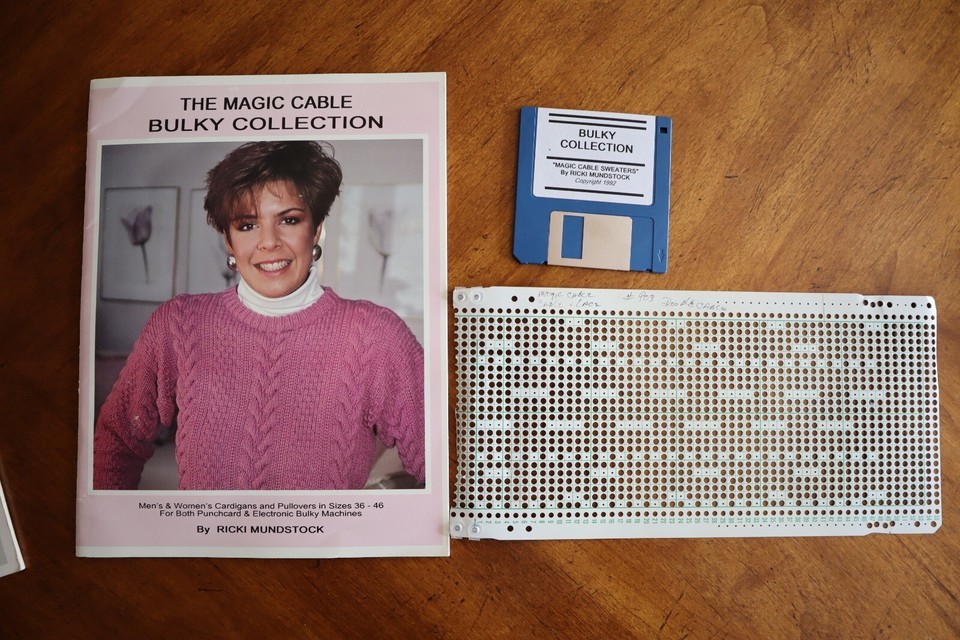 THE MAGIC CABLE
BULKY COLLECTION
Men's & Women's Cardigans and Pullovers in Sizes 36 - 46
For Both Punchcard & Electronic Bulky Machines
By RICKI MUNDSTOCK
BULKY
COLLECTION
"MAGIC CABLE SWEATERS"
By RICKI MUNDSTOCK
Copyright 1992
MAGIC CABLE
LACE